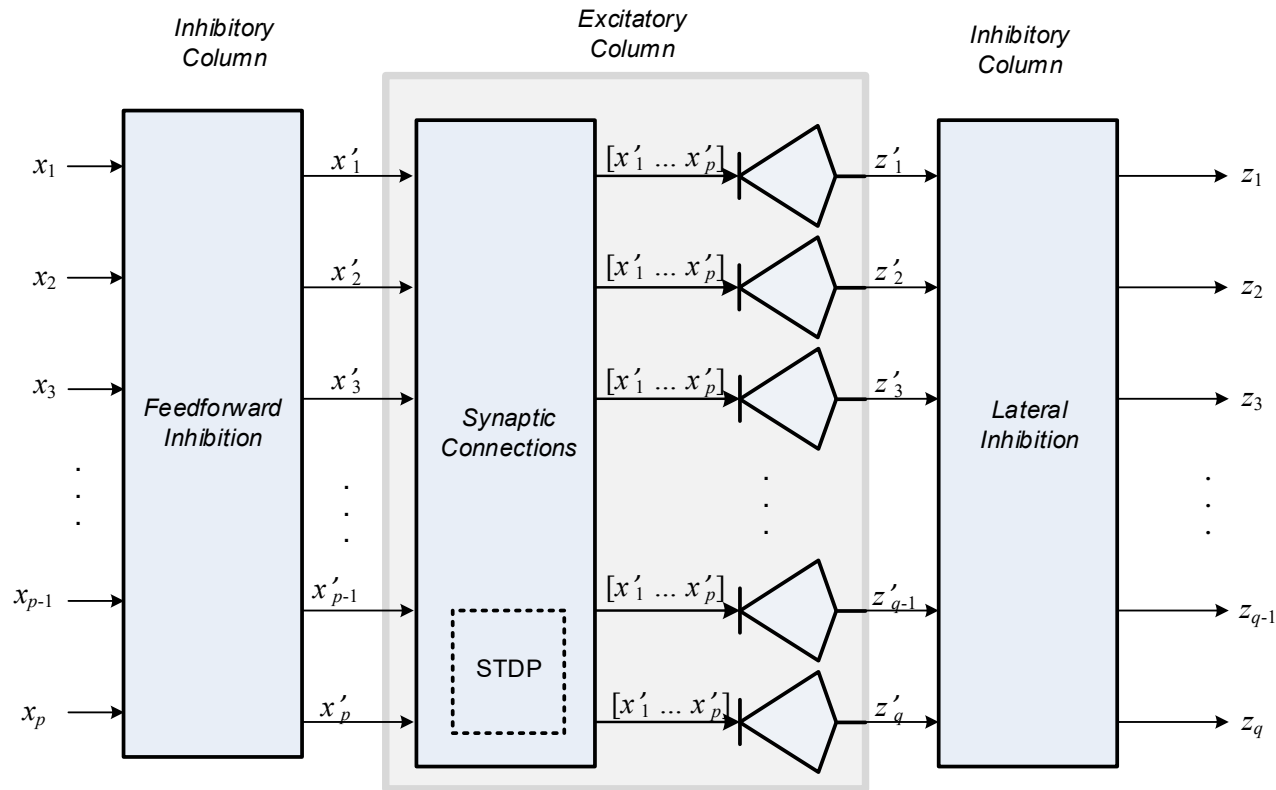 Inhibitory
Column
Excitatory
Column
Inhibitory
Column
x1
x2
x3
.
.
.
xp-1
xp
Feedforward
Inhibition
x'1
x'2
x'3
.
.
.
x'p-1
x'p
Synaptic
Connections
STDP
[x'1 ... x'p]
[x'1 ... x'p]
[x'1 ... x'p]
.
.
.
[x'1 ... x'p]
[x'1 ... x'p]
z'1
z'2
z'3
z'q-1
z'q
Lateral
Inhibition
z1
z2
z3
.
.
.
zq-1
zq